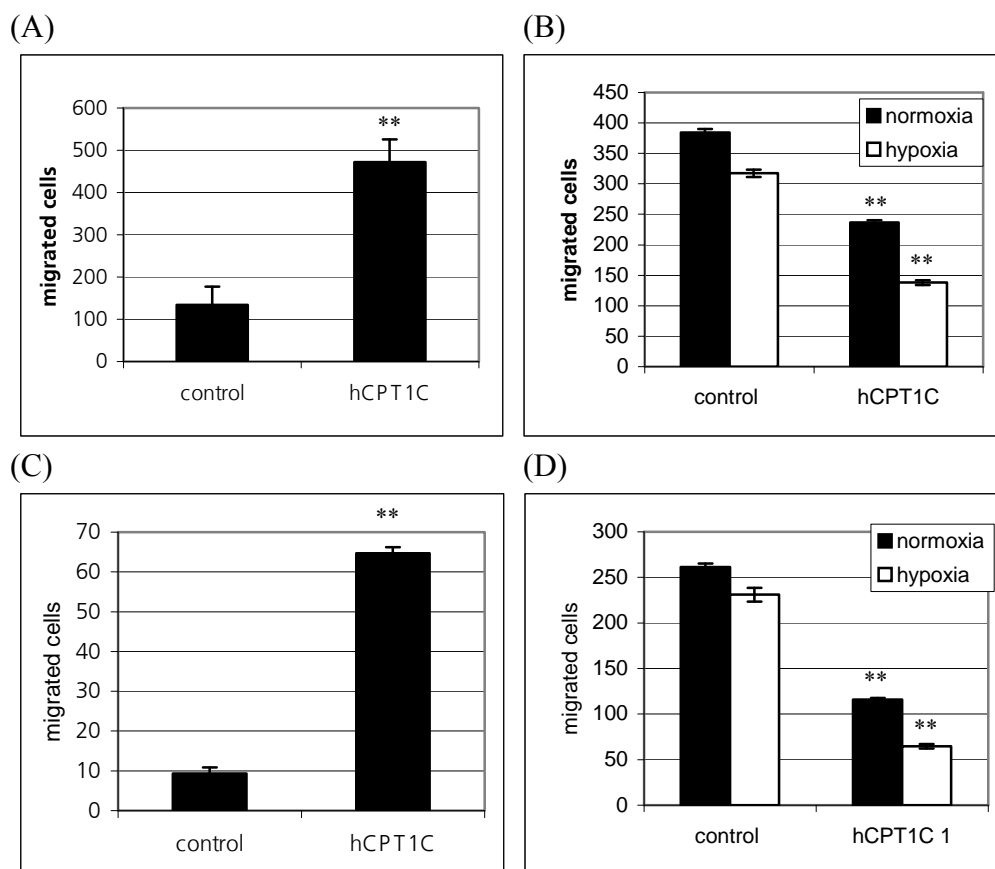 (A)
600
500
400
300
200
100
0
migrated cells
**
control hCPT1C
(B)
450
400
350
300
250
200
150
100
50
0
migrated cells
normoxia
hypoxia
**
**
control hCPT1C
(C)
70
60
50
40
30
20
10
0
migrated cells
**
control hCPT1C
(D)
300
250
200
150
100
50
0
migrated cells
normoxia
hypoxia
**
**
control hCPT1C 1